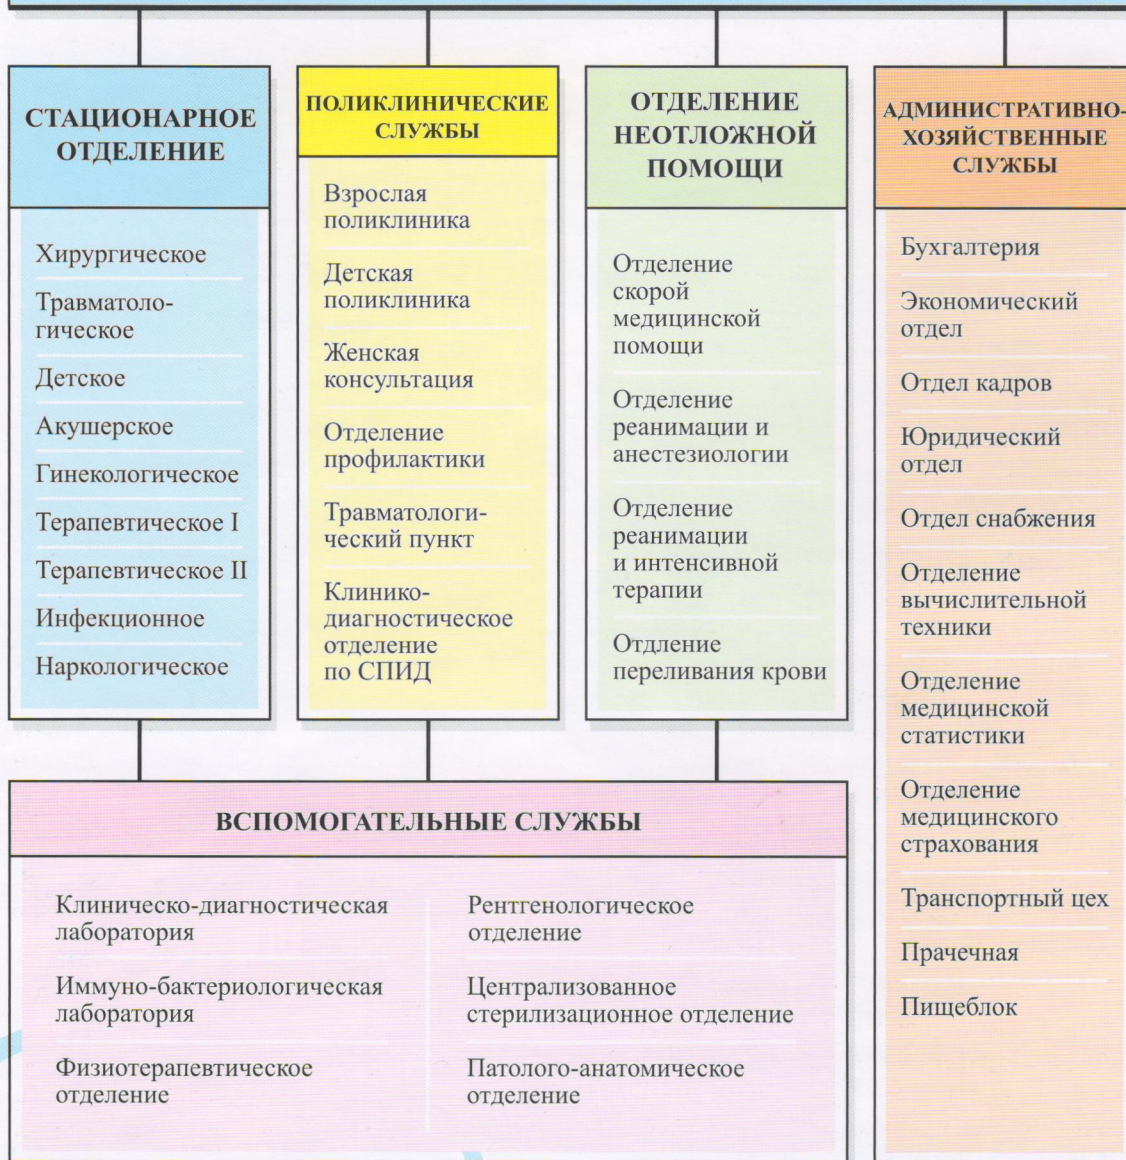 СТАЦИОНАРНОЕ
ОТДЕЛЕНИЕ
Хирургическое
Травматоло-
гическое
Детское
Акушерское
Гинекологическое
Терапевтическое I
Терапевтическое II
Инфекционное
Наркологическое
ПОЛИКЛИНИЧЕСКИЕ
СЛУЖБЫ
Взрослая
поликлиника
Детская
поликлиника
Женская
консультация
Отделение
профилактики
Травматологи-
ческий пункт
Клинико-
диагностическое
отделение
по СПИД
ОТДЕЛЕНИЕ
НЕОТЛОЖНОЙ
ПОМОЩИ
Отделение
скорой
медицинской
помощи
Отделение
реанимации и
анестезиологии
Отделение
реанимации
и интенсивной
терапии
Отдление
переливания крови
АДМИНИСТРАТИВНО-
ХОЗЯЙСТВЕННЫЕ
СЛУЖБЫ
Бухгалтерия
Экономический
отдел
Отдел кадров
Юридический
отдел
Отдел снабжения
Отделение
вычислительной
техники
Отделение
медицинской
статистики
Отделение
медицинского
страхования
Транспортный цех
Прачечная
Пищеблок
ВСПОМОГАТЕЛЬНЫЕ СЛУЖБЫ
Клиническо-диагностическая
лаборатория
Иммуно-бактериологическая
лаборатория
Физиотерапевтическое
отделение
Рентгенологическое
отделение
Централизованное
стерилизационное отделение
Патолого-анатомическое
отделение